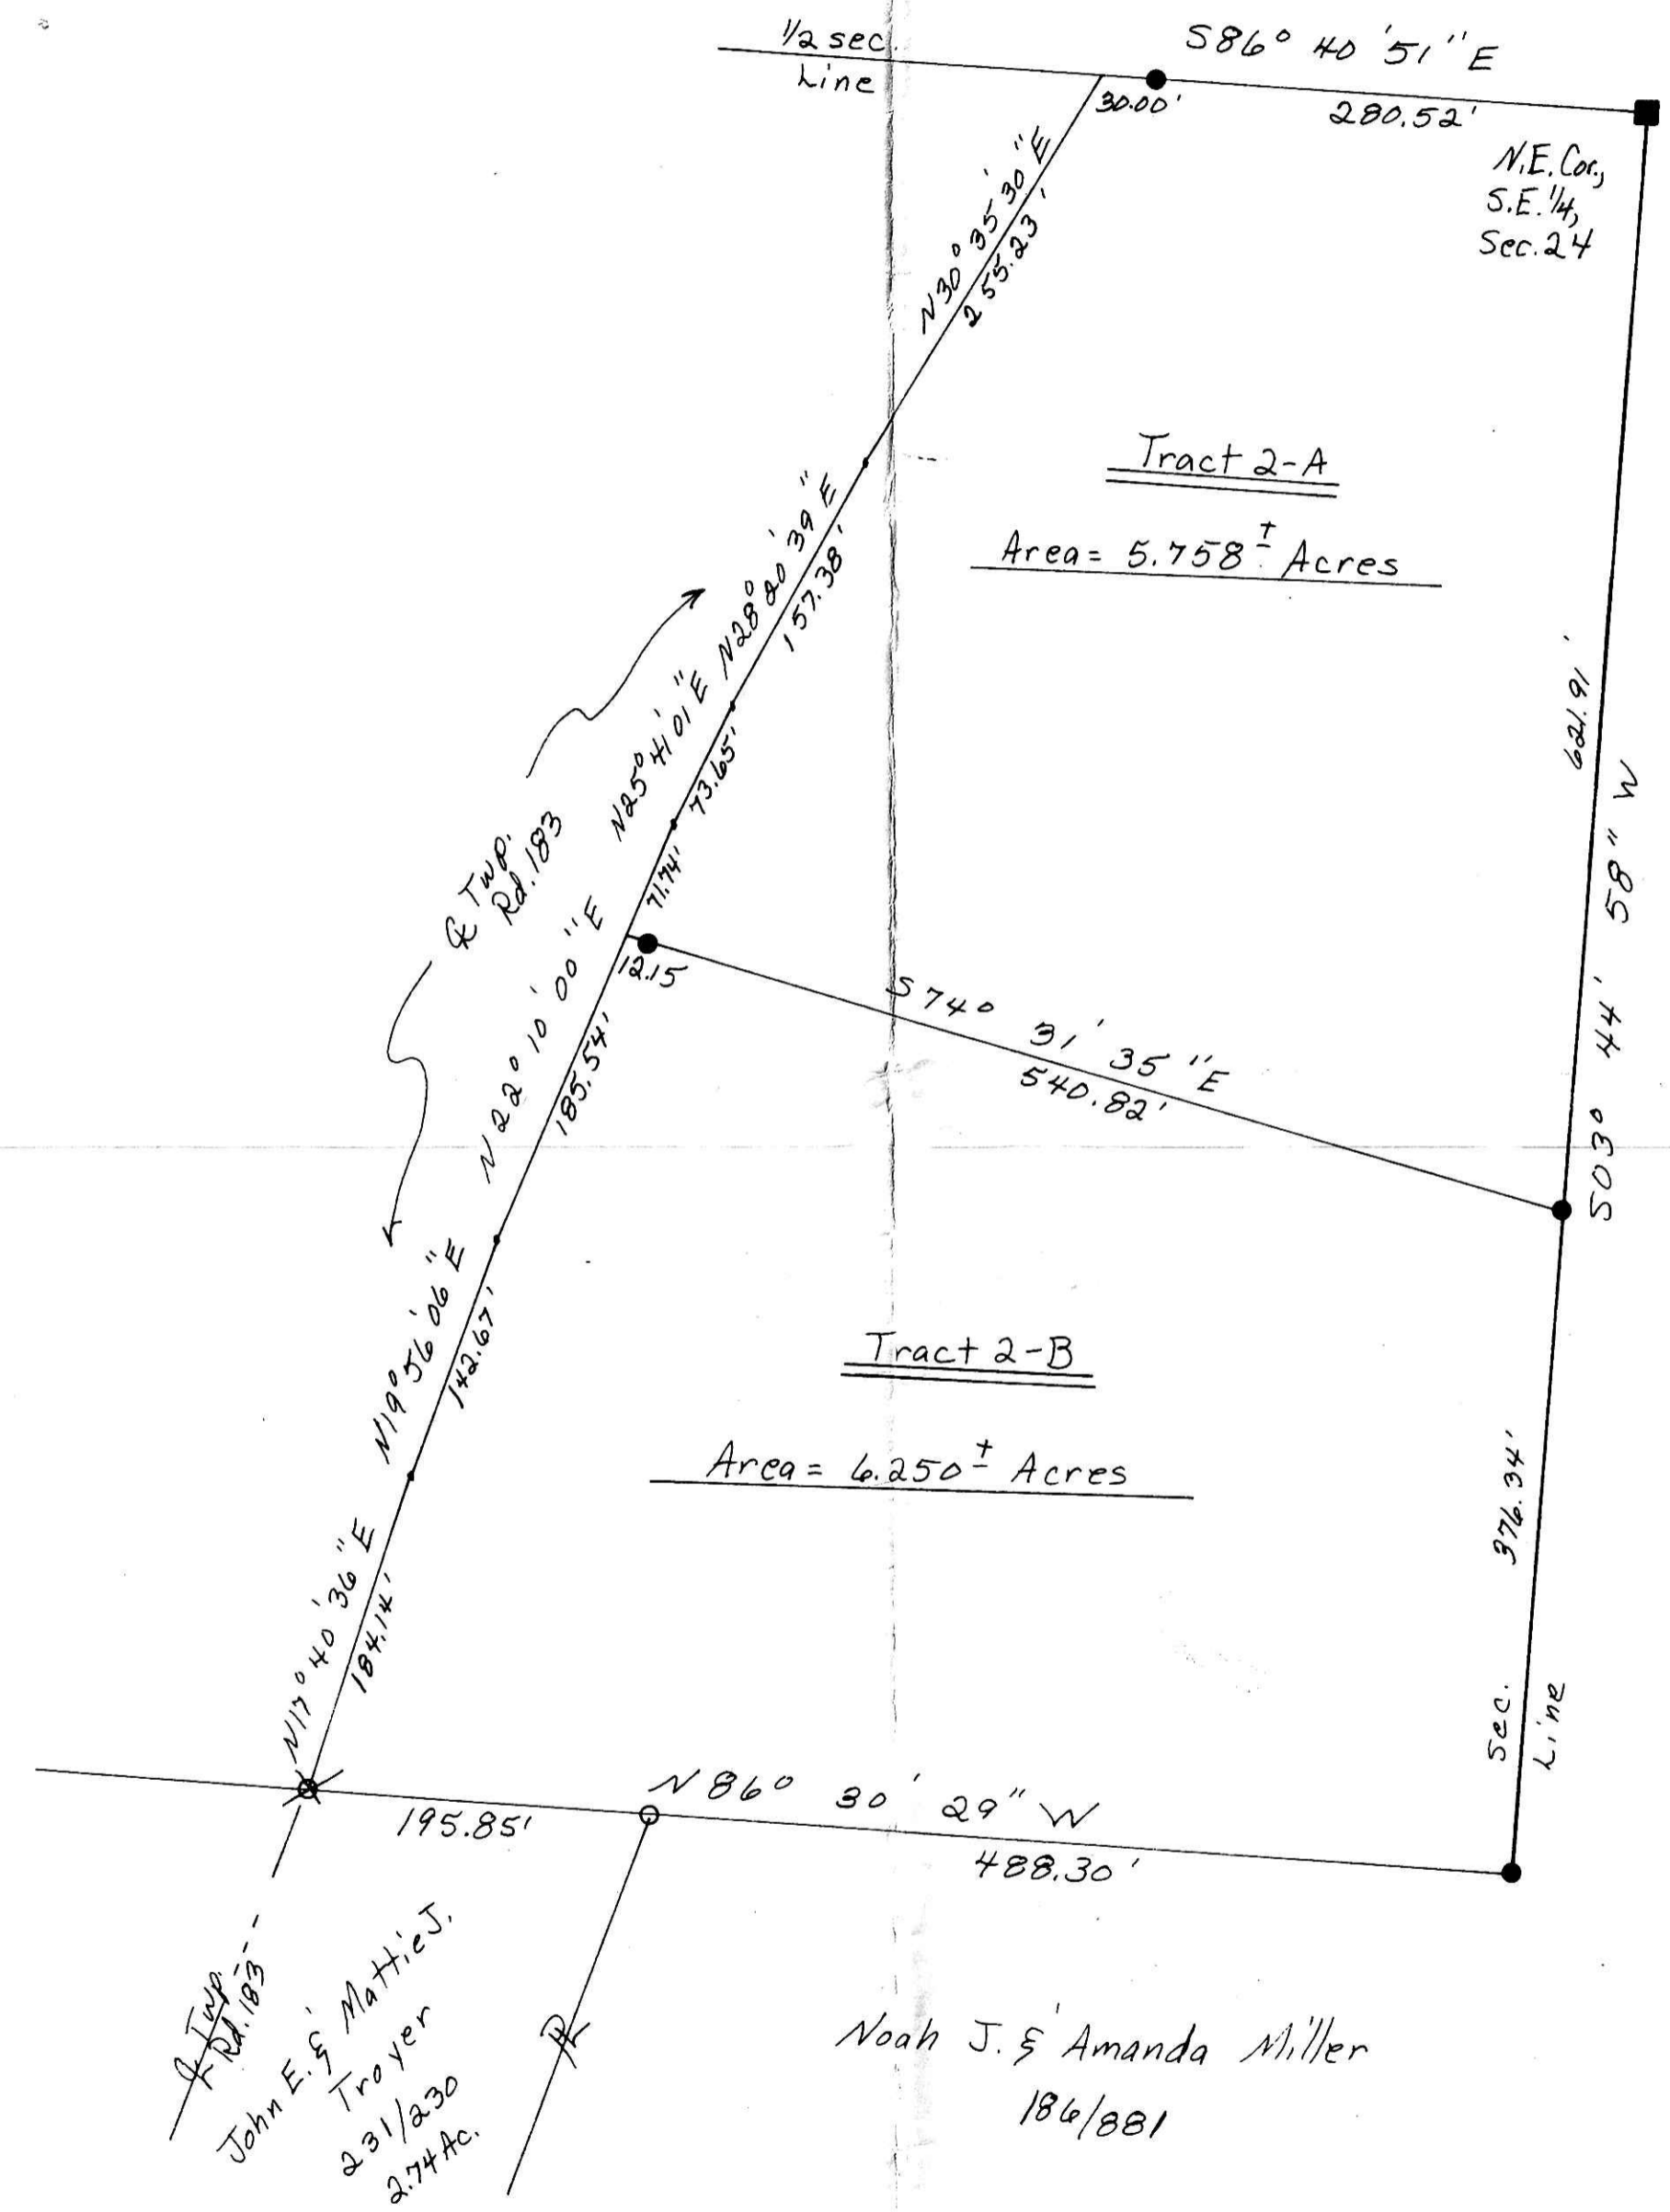 1/2 sec.
Line
S86° 40' 51" E
30.00'
280.52'
N.E. Cor.,
S.E. 1/4,
Sec. 24
N30° 35' 30" E
255.23'
Tract 2-A
Area = 5.758 ± Acres
N28° 20' 39" E
157.38'
621.91'
N25° 41' 01" E
73.65'
℄ Twp.
Rd. 183
71.74'
S03° 44' 58" W
12.15
S74° 31' 35" E
540.82'
N22° 10' 00" E
185.54'
N19° 56' 06" E
142.67'
Tract 2-B
Area = 6.250 ± Acres
376.34'
N17° 40' 36" E
184.14'
Sec.
Line
195.85'
N86° 30' 29" W
488.30'
℄ Twp.
Rd. 183
John E. & Mattie J.
Troyer
231/230
2.74 Ac.
PL
Noah J. & Amanda Miller
186/881